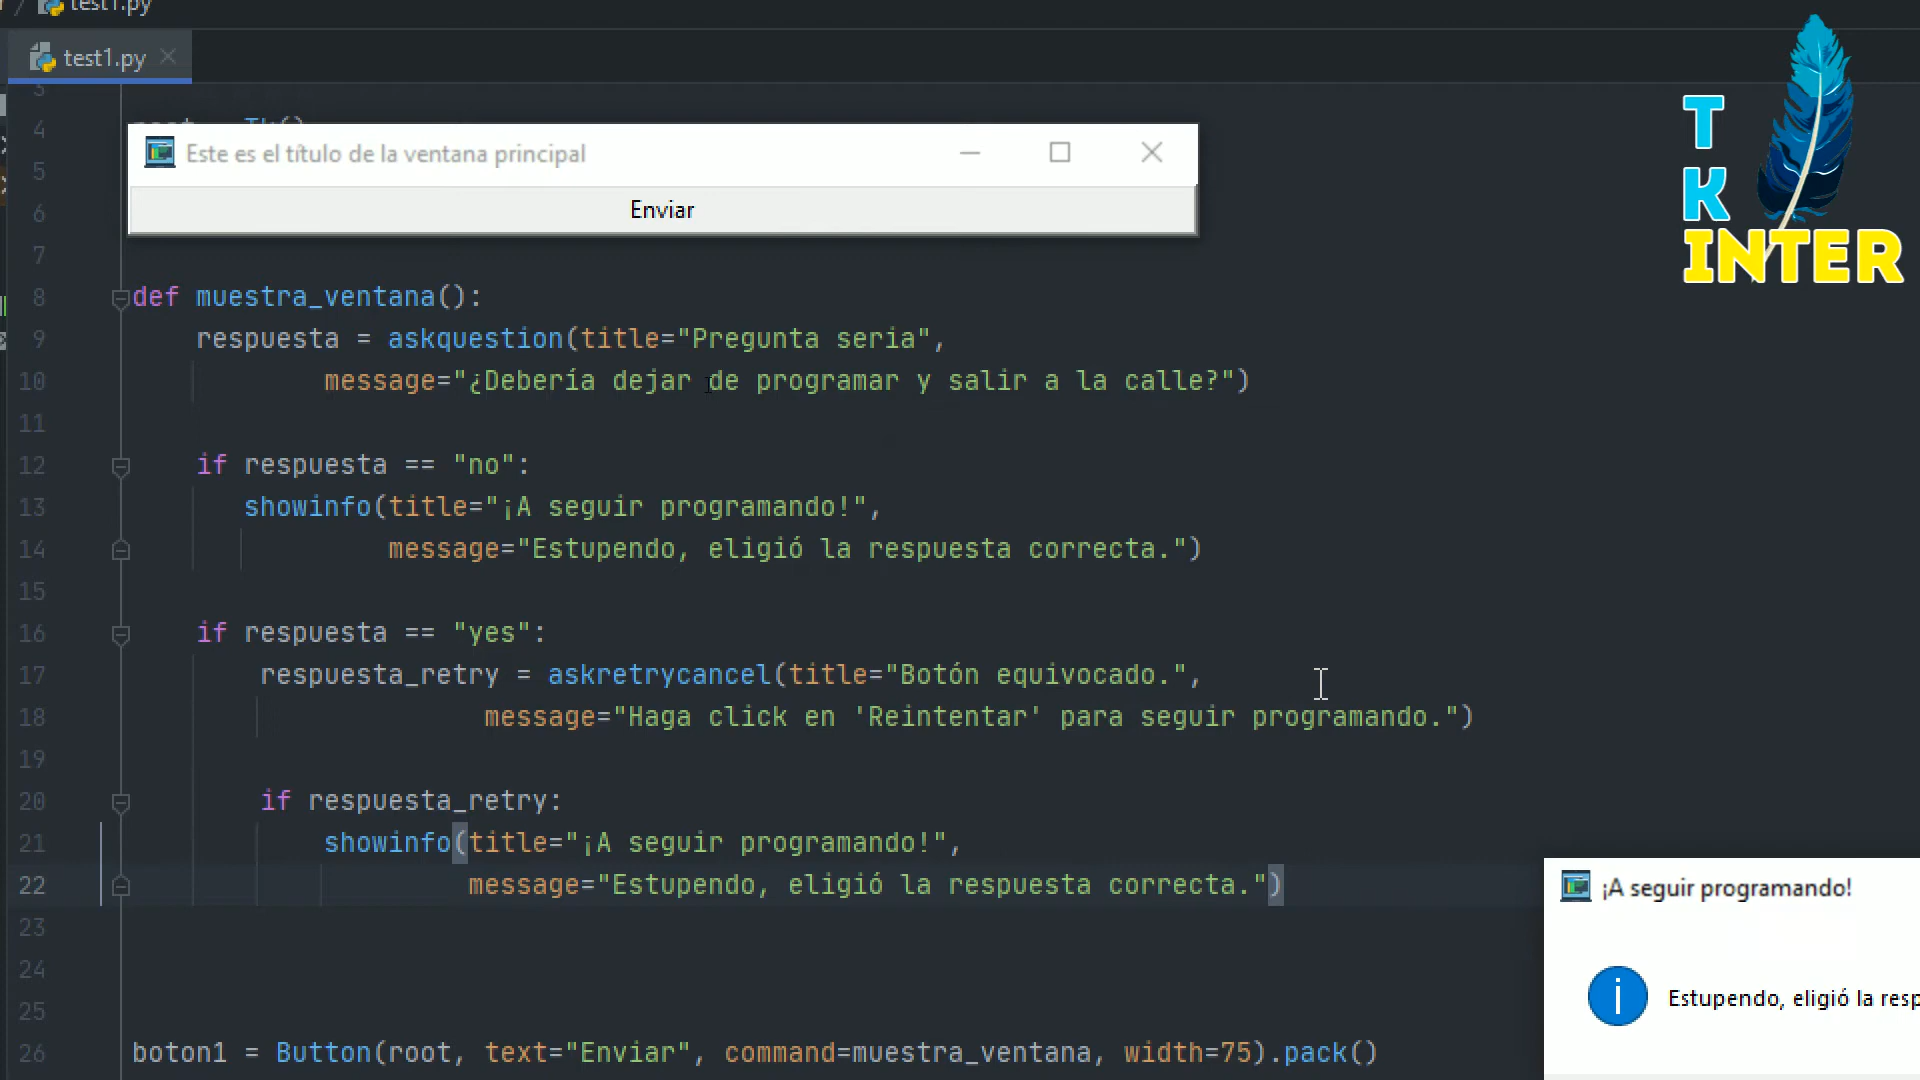 test1.py
test1.py
3
4 root = Tk()
Este es el título de la ventana principal
5
Enviar
6
7
8 def muestra_ventana():
9 respuesta = askquestion(title="Pregunta seria",
10 message="¿Debería dejar de programar y salir a la calle?")
11
12 if respuesta == "no":
13 showinfo(title="¡A seguir programando!",
14 message="Estupendo, eligió la respuesta correcta.")
15
16 if respuesta == "yes":
17 respuesta_retry = askretrycancel(title="Botón equivocado.",
18 message="Haga click en 'Reintentar' para seguir programando.")
19
20 if respuesta_retry:
21 showinfo(title="¡A seguir programando!",
22 message="Estupendo, eligió la respuesta correcta.")
23
24
25
26 boton1 = Button(root, text="Enviar", command=muestra_ventana, width=75).pack()
T
K
INTER
¡A seguir programando!
Estupendo, eligió la resp